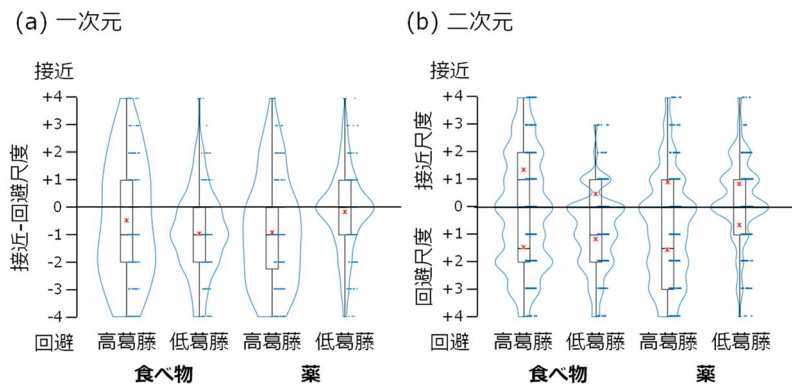 (a) 一次元
接近
接近-回避尺度
+4
+3
+2
+1
0
-1
-2
-3
-4
回避
高葛藤 低葛藤 高葛藤 低葛藤
食べ物 薬
(b) 二次元
接近
接近尺度
回避尺度
+4
+3
+2
+1
0
+1
+2
+3
+4
回避
高葛藤 低葛藤 高葛藤 低葛藤
食べ物 薬